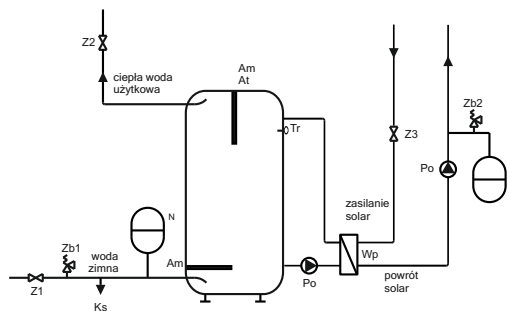 Z2
ciepła woda
użytkowa
Am
At
Tr
Zb2
Z3
Po
zasilanie
solar
N
Zb1
woda
zimna
Am
Wp
Z1
Ks
Po
powrót
solar